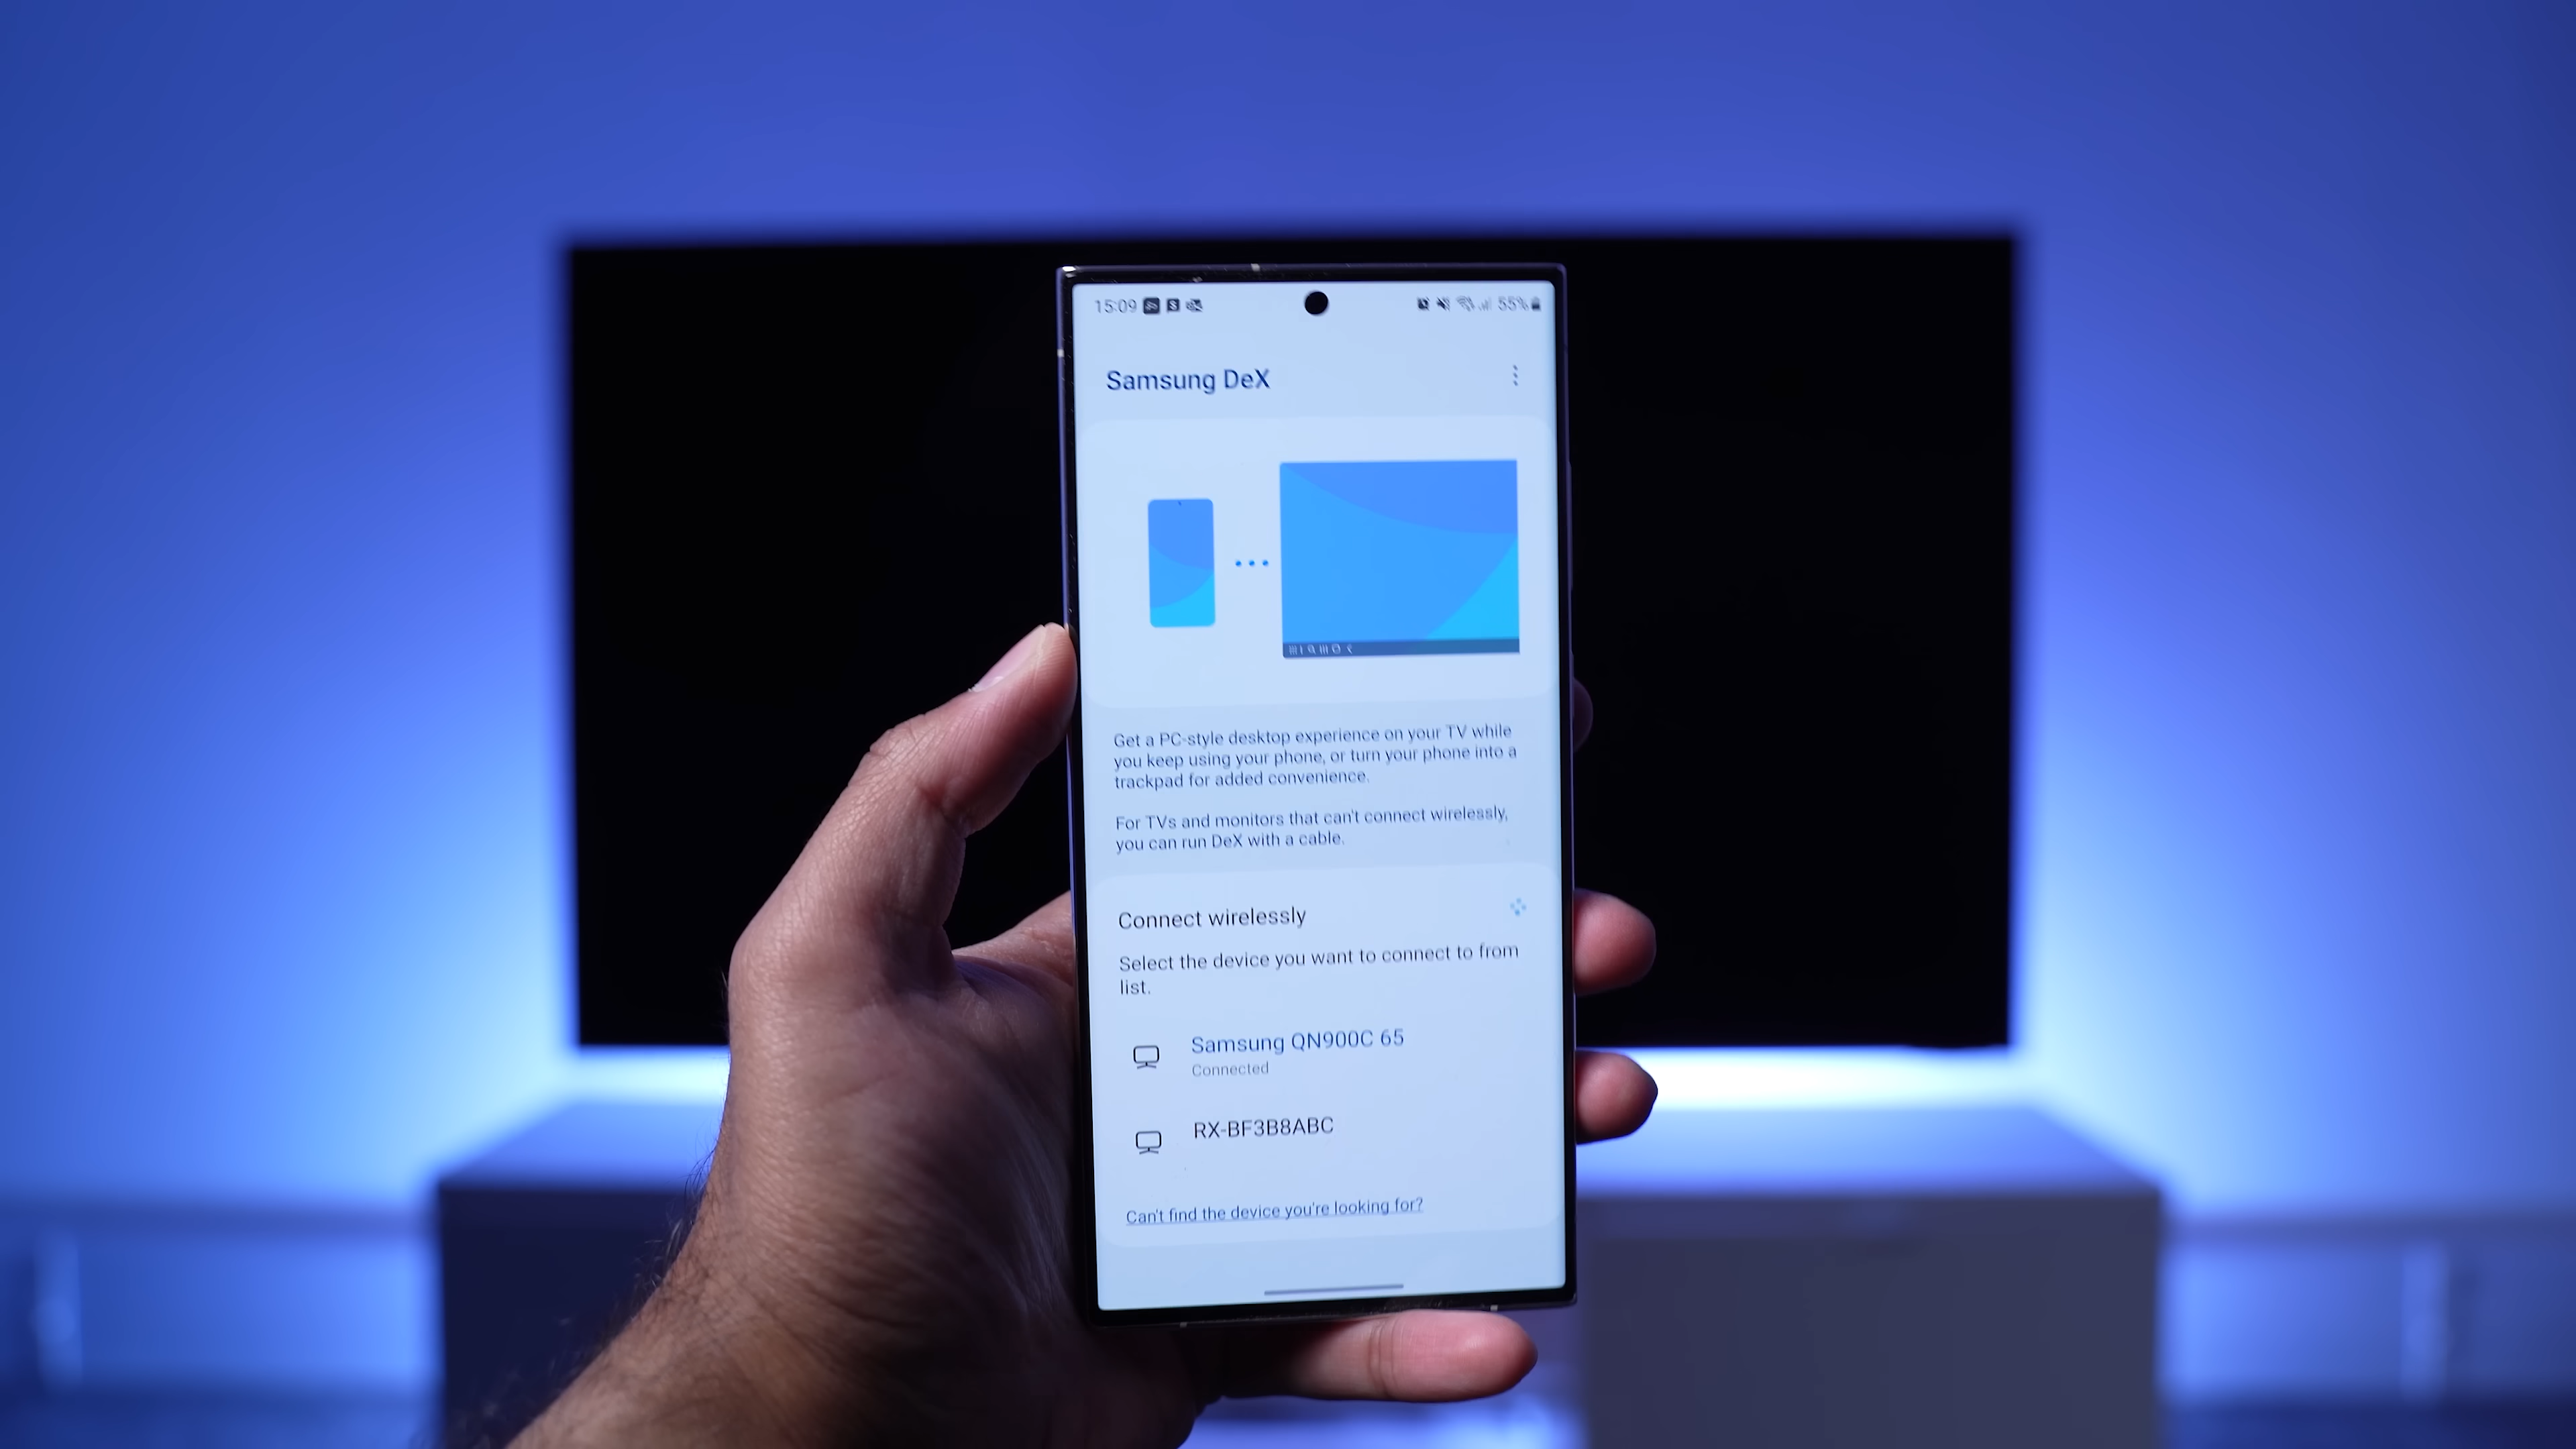 15:09 55%
Samsung DeX
Get a PC-style desktop experience on your TV while
you keep using your phone, or turn your phone into a
trackpad for added convenience.
For TVs and monitors that can't connect wirelessly,
you can run DeX with a cable.
Connect wirelessly
Select the device you want to connect to from
list.
Samsung QN900C 65
Connected
RX-BF3B8ABC
Can't find the device you're looking for?